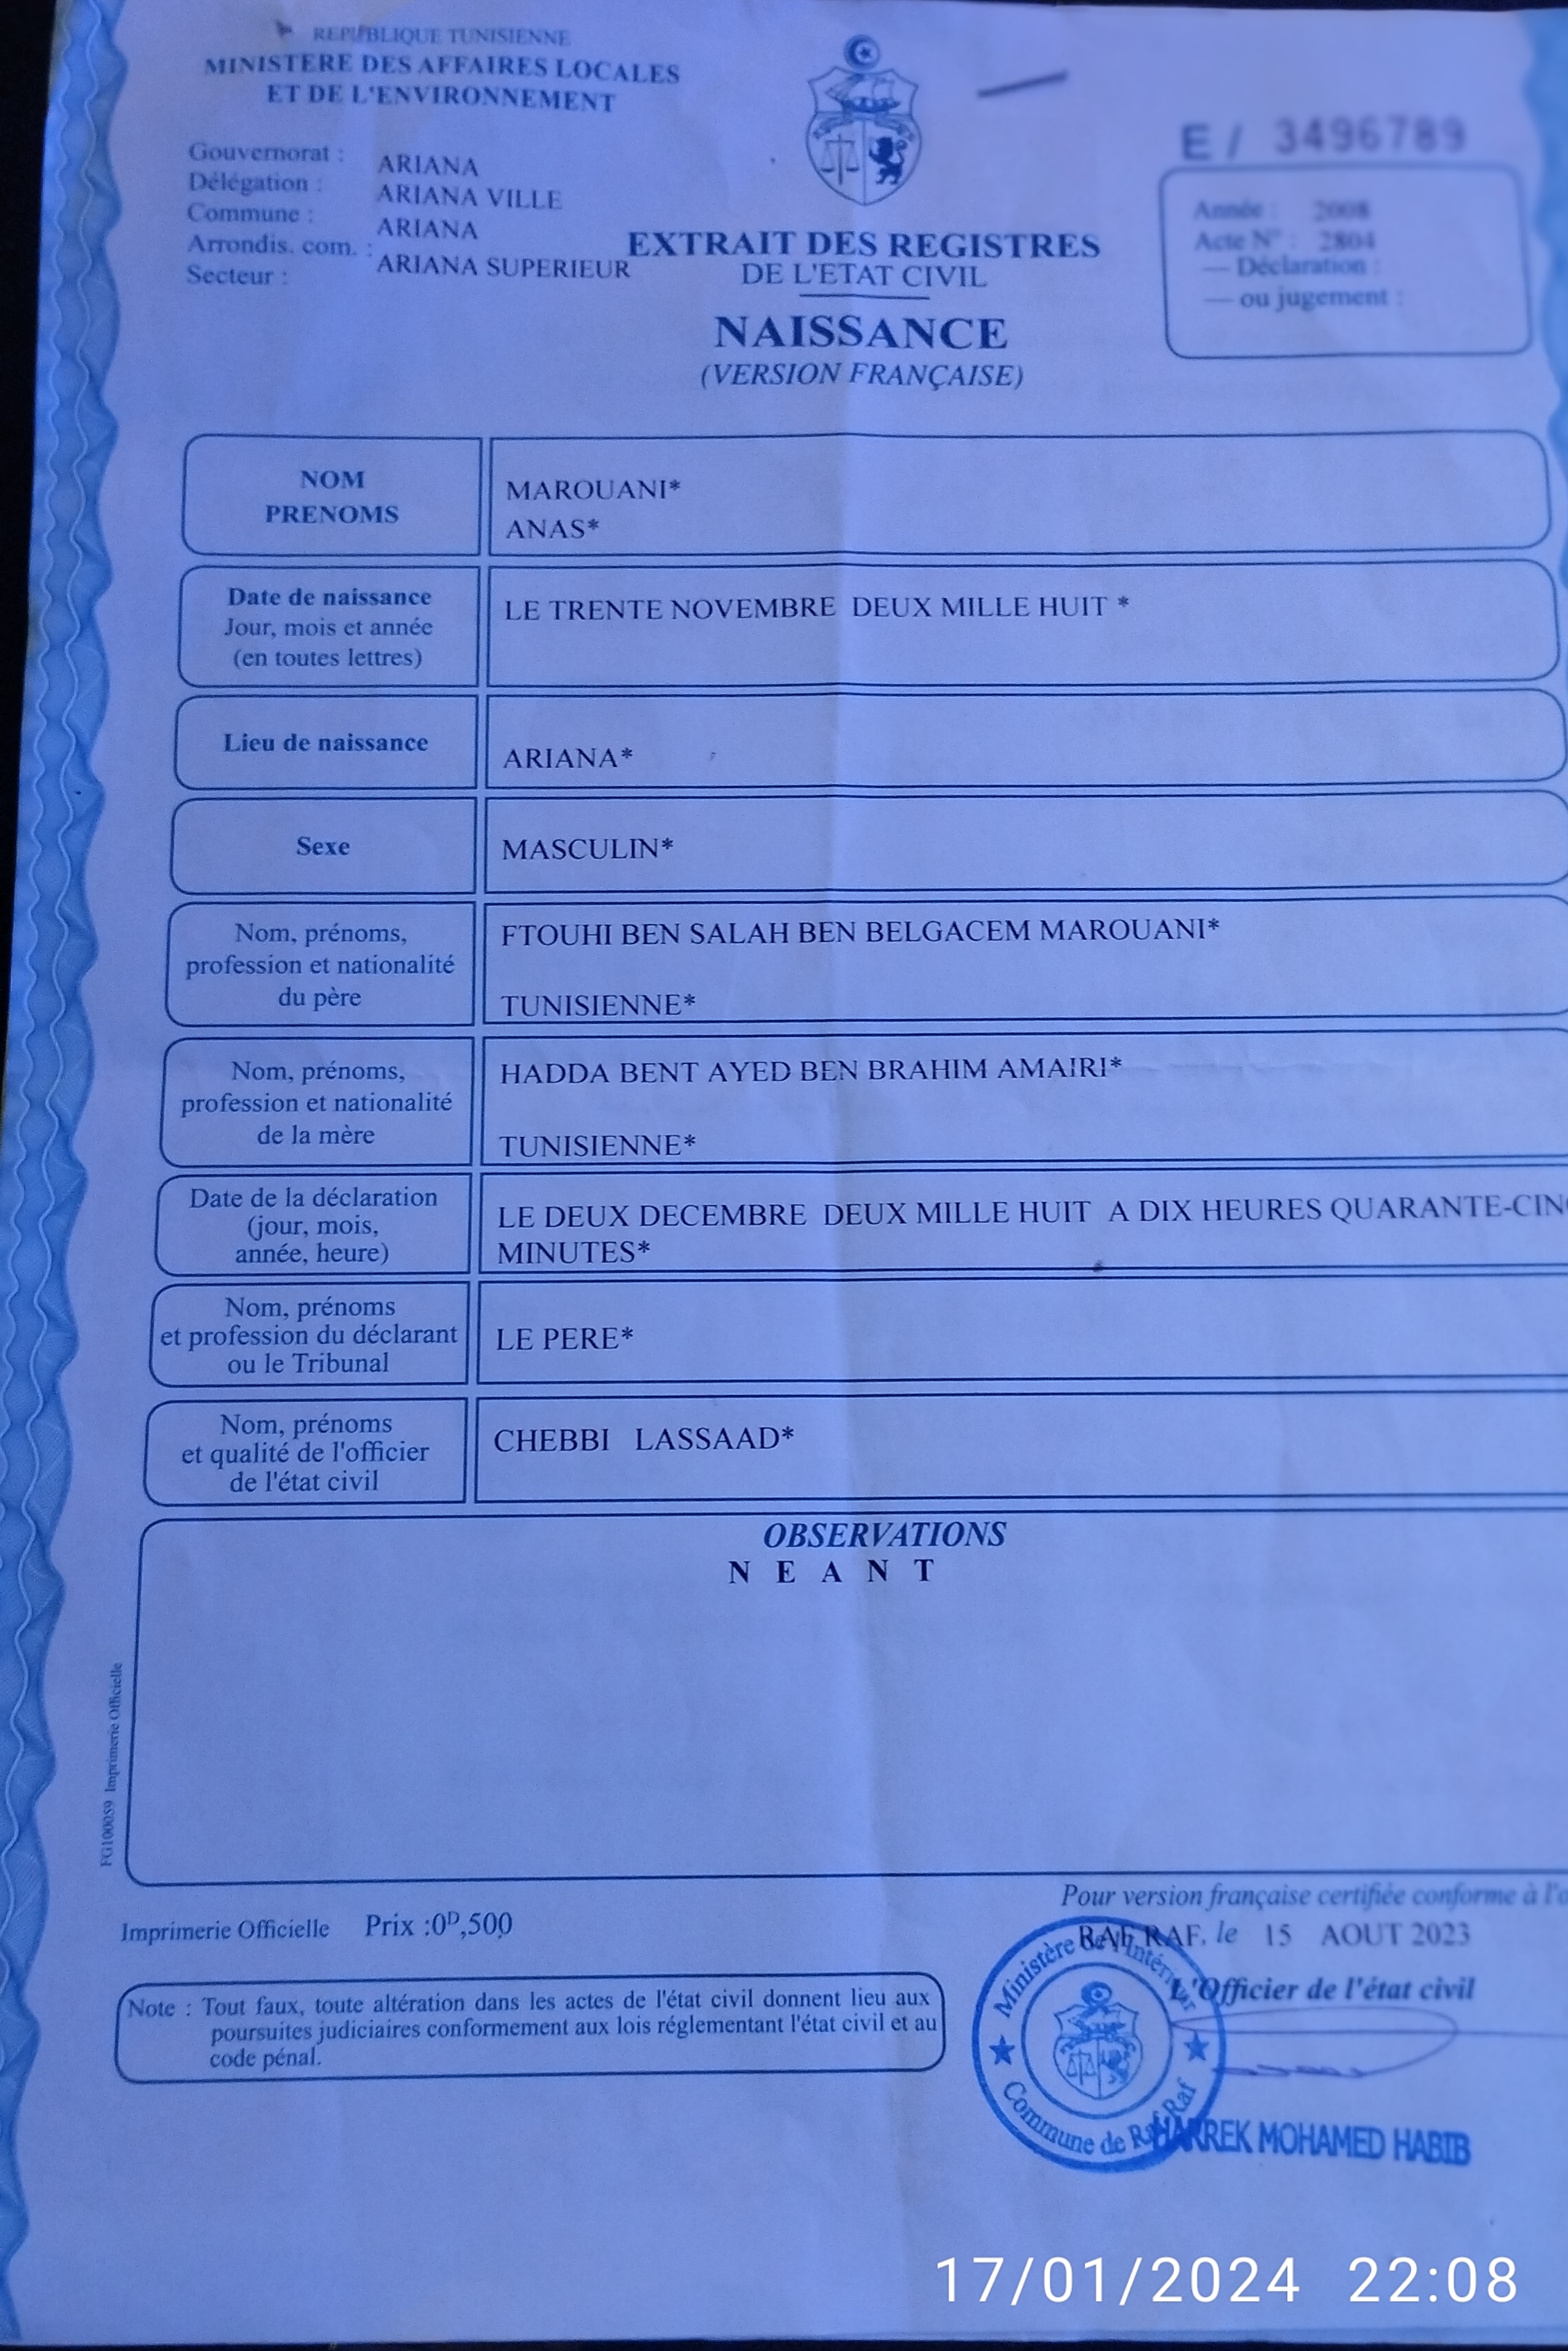 REPUBLIQUE TUNISIENNE
MINISTERE DES AFFAIRES LOCALES
ET DE L'ENVIRONNEMENT
Gouvernorat : ARIANA
Délégation : ARIANA VILLE
Commune : ARIANA
Arrondis. com. :
Secteur : ARIANA SUPERIEUR
E / 3496789
Année : 2008
Acte N° : 2804
— Déclaration :
— ou jugement :
EXTRAIT DES REGISTRES
DE L'ETAT CIVIL
NAISSANCE
(VERSION FRANÇAISE)
NOM
PRENOMS
MAROUANI*
ANAS*
Date de naissance
Jour, mois et année
(en toutes lettres)
LE TRENTE NOVEMBRE DEUX MILLE HUIT *
Lieu de naissance
ARIANA*
Sexe
MASCULIN*
Nom, prénoms,
profession et nationalité
du père
FTOUHI BEN SALAH BEN BELGACEM MAROUANI*
TUNISIENNE*
Nom, prénoms,
profession et nationalité
de la mère
HADDA BENT AYED BEN BRAHIM AMAIRI*
TUNISIENNE*
Date de la déclaration
(jour, mois,
année, heure)
LE DEUX DECEMBRE DEUX MILLE HUIT A DIX HEURES QUARANTE-CIN
MINUTES*
Nom, prénoms
et profession du déclarant
ou le Tribunal
LE PERE*
Nom, prénoms
et qualité de l'officier
de l'état civil
CHEBBI LASSAAD*
OBSERVATIONS
N E A N T
FG100059 Imprimerie Officielle
Imprimerie Officielle Prix :0ᴰ,500
Note : Tout faux, toute altération dans les actes de l'état civil donnent lieu aux
poursuites judiciaires conformement aux lois réglementant l'état civil et au
code pénal.
Pour version française certifiée conforme à l'o
RAF RAF, le 15 AOUT 2023
L'Officier de l'état civil
Ministère de l'Intérieur
Commune de Raf Raf
HARREK MOHAMED HABIB
17/01/2024 22:08